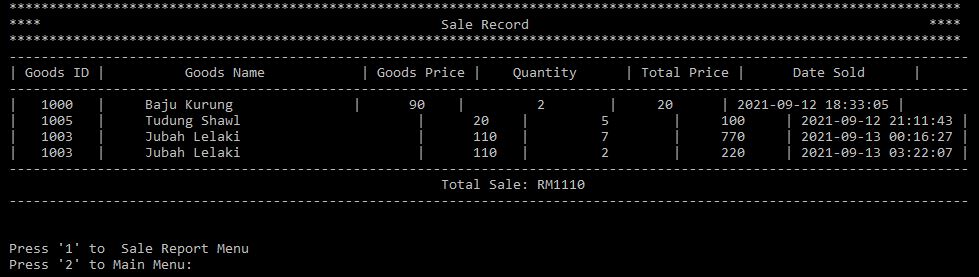 ***********************************************************************************************************************
**** Sale Record ****
***********************************************************************************************************************
------------------------------------------------------------------------------------------------------------------------
| Goods ID | Goods Name | Goods Price | Quantity | Total Price | Date Sold |
------------------------------------------------------------------------------------------------------------------------
| 1000 | Baju Kurung | 90 | 2 | 20 | 2021-09-12 18:33:05 |
| 1005 | Tudung Shawl | 20 | 5 | 100 | 2021-09-12 21:11:43 |
| 1003 | Jubah Lelaki | 110 | 7 | 770 | 2021-09-13 00:16:27 |
| 1003 | Jubah Lelaki | 110 | 2 | 220 | 2021-09-13 03:22:07 |
------------------------------------------------------------------------------------------------------------------------
Total Sale: RM1110
------------------------------------------------------------------------------------------------------------------------
Press '1' to  Sale Report Menu
Press '2' to Main Menu: